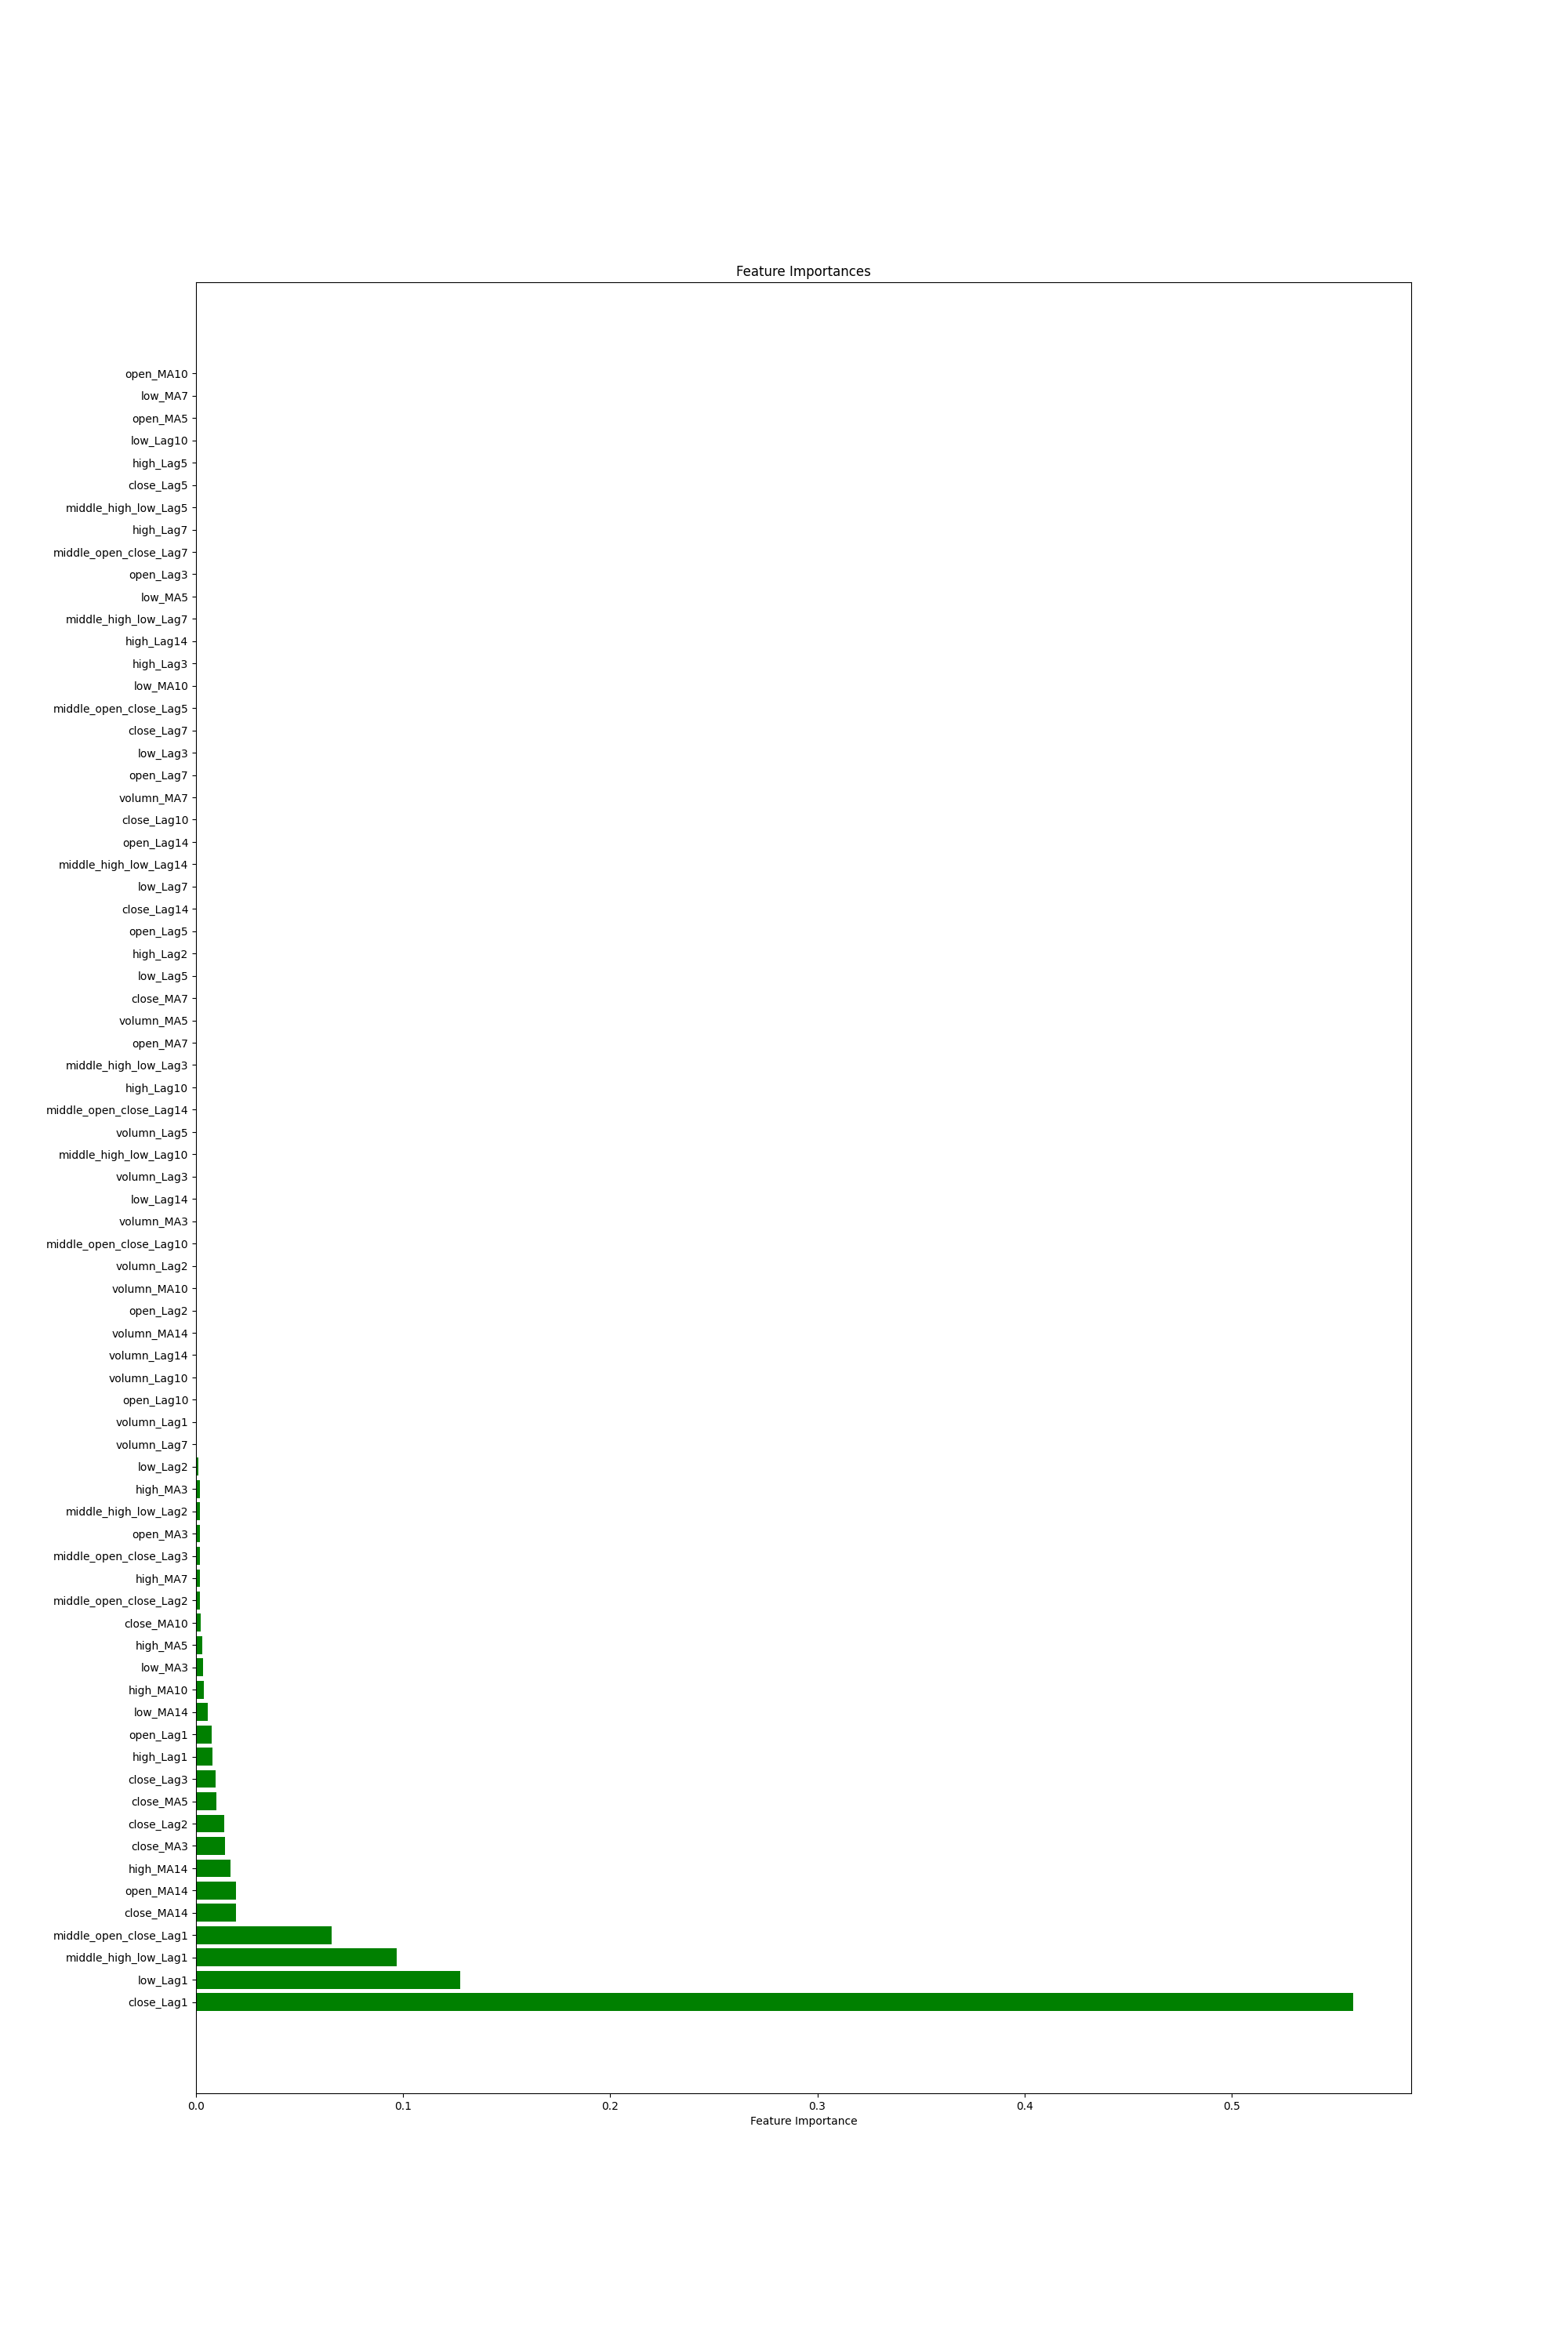 Feature Importances
open_MA10
low_MA7
open_MA5
low_Lag10
high_Lag5
close_Lag5
middle_high_low_Lag5
high_Lag7
middle_open_close_Lag7
open_Lag3
low_MA5
middle_high_low_Lag7
high_Lag14
high_Lag3
low_MA10
middle_open_close_Lag5
close_Lag7
low_Lag3
open_Lag7
volumn_MA7
close_Lag10
open_Lag14
middle_high_low_Lag14
low_Lag7
close_Lag14
open_Lag5
high_Lag2
low_Lag5
close_MA7
volumn_MA5
open_MA7
middle_high_low_Lag3
high_Lag10
middle_open_close_Lag14
volumn_Lag5
middle_high_low_Lag10
volumn_Lag3
low_Lag14
volumn_MA3
middle_open_close_Lag10
volumn_Lag2
volumn_MA10
open_Lag2
volumn_MA14
volumn_Lag14
volumn_Lag10
open_Lag10
volumn_Lag1
volumn_Lag7
low_Lag2
high_MA3
middle_high_low_Lag2
open_MA3
middle_open_close_Lag3
high_MA7
middle_open_close_Lag2
close_MA10
high_MA5
low_MA3
high_MA10
low_MA14
open_Lag1
high_Lag1
close_Lag3
close_MA5
close_Lag2
close_MA3
high_MA14
open_MA14
close_MA14
middle_open_close_Lag1
middle_high_low_Lag1
low_Lag1
close_Lag1
0.0 0.1 0.2 0.3 0.4 0.5
Feature Importance